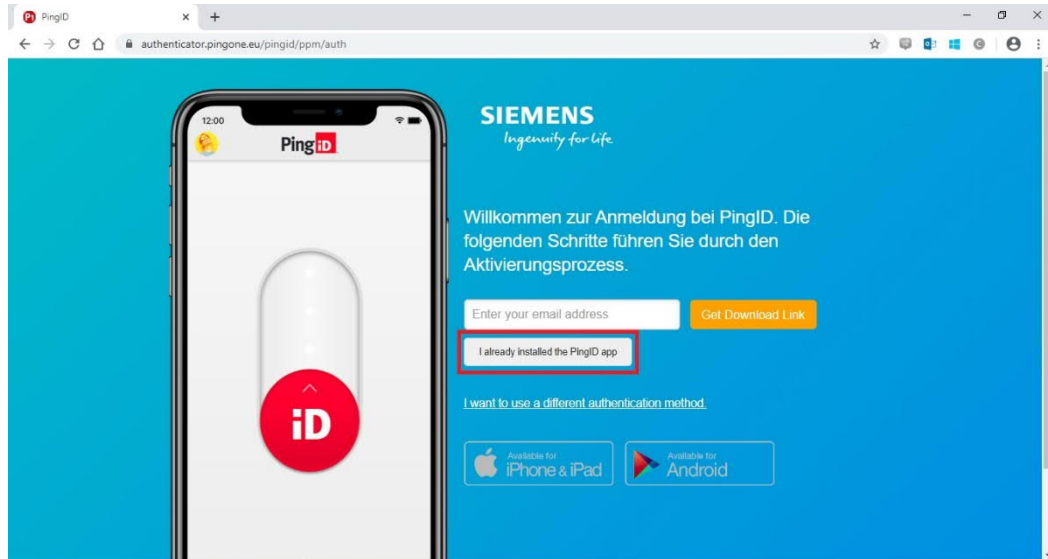 PingID
authenticator.pingone.eu/pingid/ppm/auth
12:00
Ping iD
SIEMENS
Ingenuity for life
Willkommen zur Anmeldung bei PingID. Die
folgenden Schritte führen Sie durch den
Aktivierungsprozess.
Enter your email address
Get Download Link
I already installed the PingID app
I want to use a different authentication method.
iD
Available for
iPhone & iPad
Available for
Android